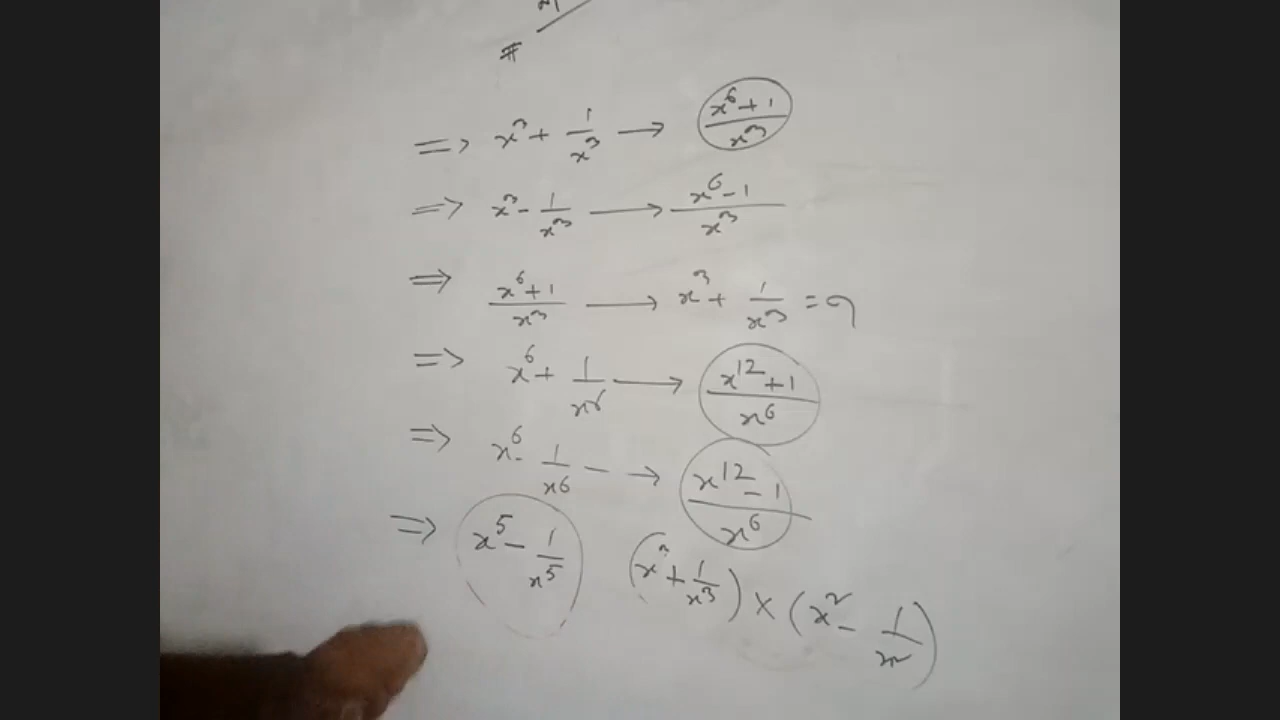 ⇒ x³ + 1/x³ → (x⁶+1)/x³
⇒ x³ - 1/x³ → (x⁶-1)/x³
⇒ (x⁶+1)/x³ → x³ + 1/x³ = 9
⇒ x⁶ + 1/x⁶ → (x¹²+1)/x⁶
⇒ x⁶ - 1/x⁶ - → (x¹²-1)/x⁶
⇒ x⁵ - 1/x⁵ (x³ + 1/x³) × (x² - 1/x²)